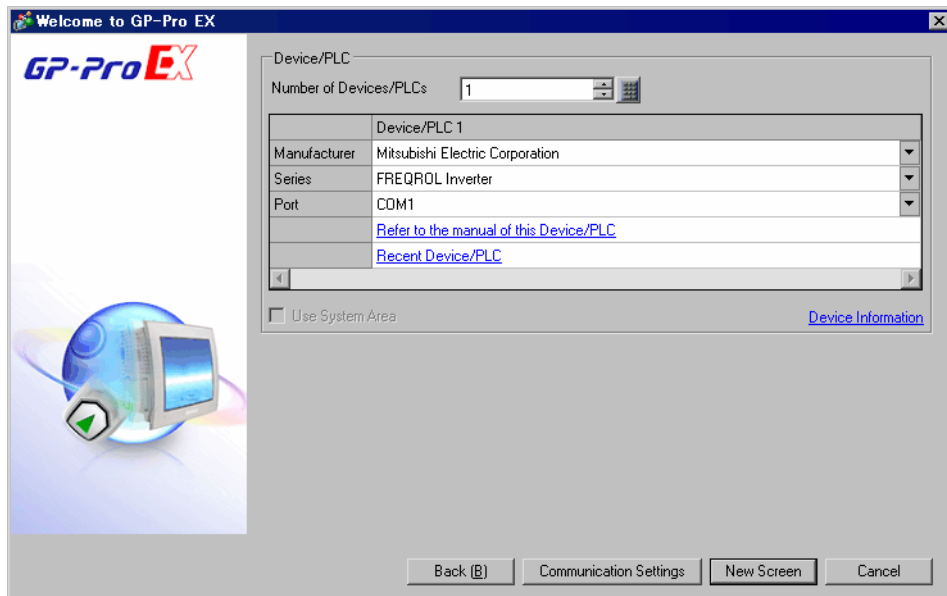 Welcome to GP-Pro EX
GP-Pro EX
Device/PLC
Number of Devices/PLCs 1
Device/PLC 1
Manufacturer Mitsubishi Electric Corporation
Series FREQROL Inverter
Port COM1
Refer to the manual of this Device/PLC
Recent Device/PLC
Use System Area Device Information
Back (B) Communication Settings New Screen Cancel